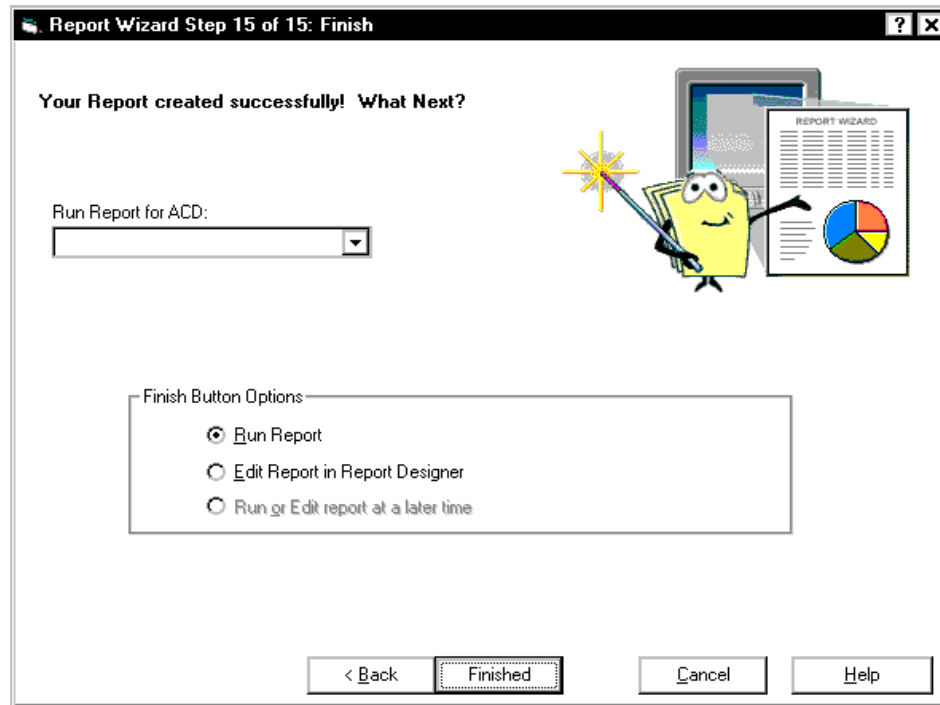 Report Wizard Step 15 of 15: Finish
Your Report created successfully! What Next?
REPORT WIZARD
Run Report for ACD:
Finish Button Options
Run Report
Edit Report in Report Designer
Run or Edit report at a later time
< Back
Finished
Cancel
Help